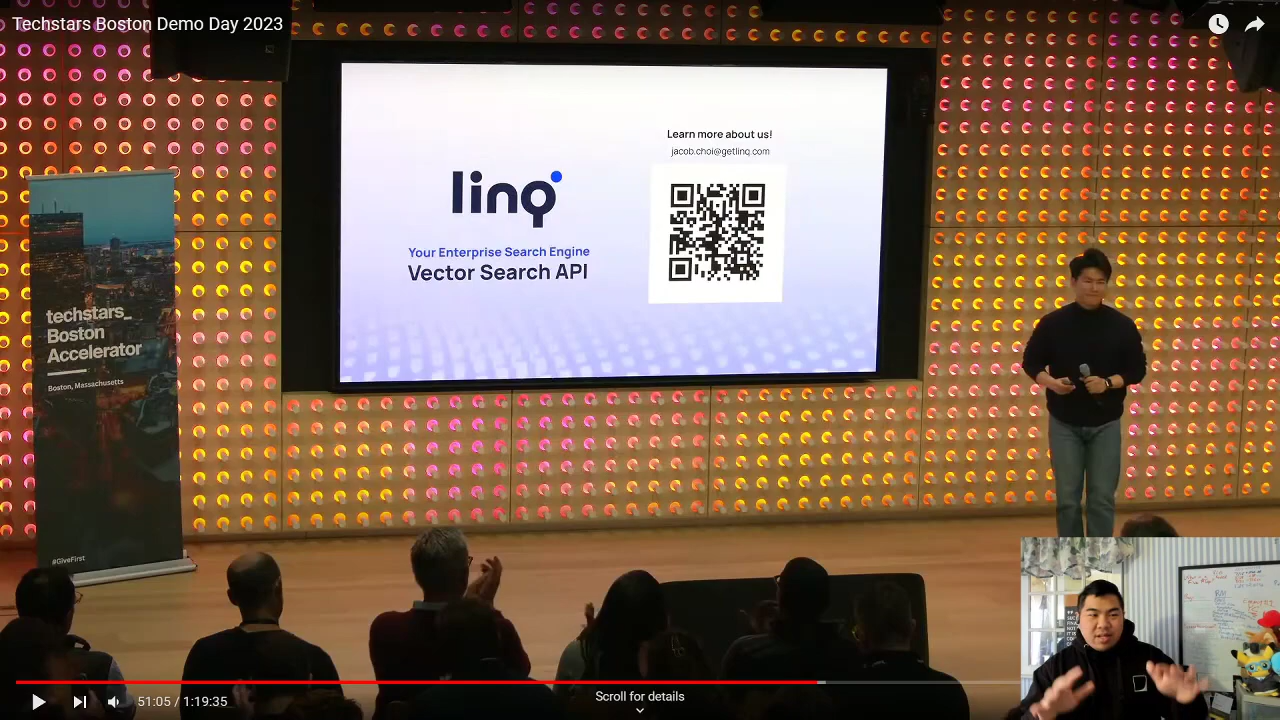 Techstars Boston Demo Day 2023
Learn more about us!
jacob.choi@getlinq.com
linq
Your Enterprise Search Engine
Vector Search API
techstars_
Boston
Accelerator
Boston, Massachusetts
#GiveFirst
51:05 / 1:19:35
Scroll for details